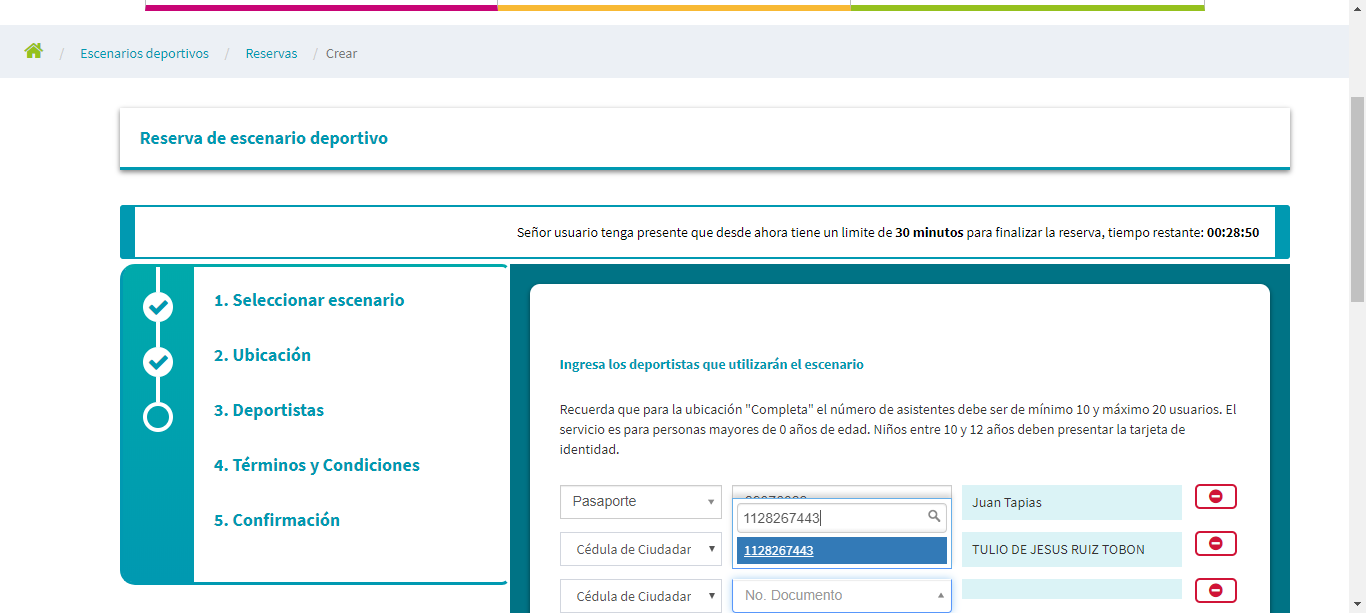 / Escenarios deportivos / Reservas / Crear
Reserva de escenario deportivo
Señor usuario tenga presente que desde ahora tiene un limite de 30 minutos para finalizar la reserva, tiempo restante: 00:28:50
1. Seleccionar escenario
2. Ubicación
3. Deportistas
4. Términos y Condiciones
5. Confirmación
Ingresa los deportistas que utilizarán el escenario
Recuerda que para la ubicación "Completa" el número de asistentes debe ser de mínimo 10 y máximo 20 usuarios. El
servicio es para personas mayores de 0 años de edad. Niños entre 10 y 12 años deben presentar la tarjeta de
identidad.
Pasaporte Juan Tapias
1128267443
Cédula de Ciudadar 1128267443 TULIO DE JESUS RUIZ TOBON
Cédula de Ciudadar No. Documento